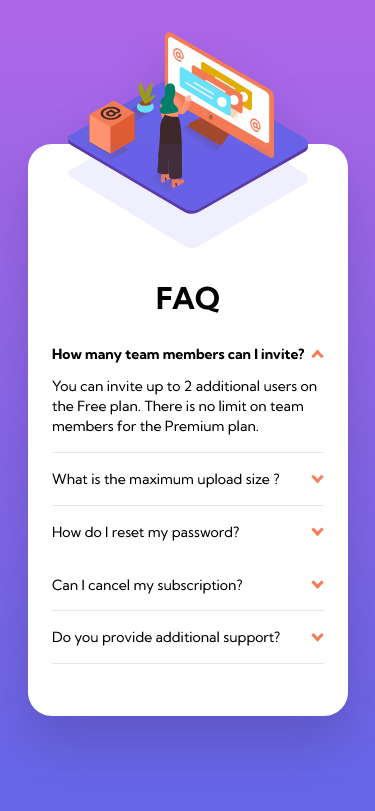 FAQ
How many team members can I invite?
You can invite up to 2 additional users on
the Free plan. There is no limit on team
members for the Premium plan.
What is the maximum upload size ?
How do I reset my password?
Can I cancel my subscription?
Do you provide additional support?